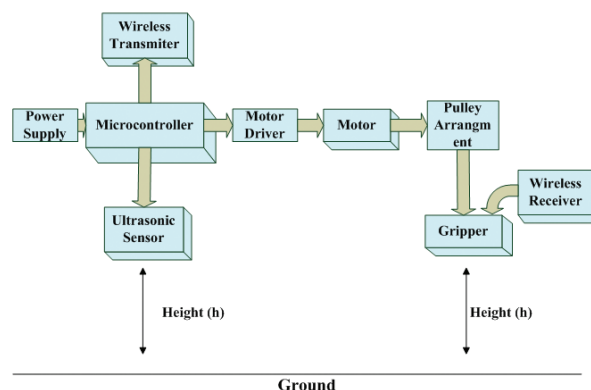 Wireless
Transmiter
Power
Supply
Microcontroller
Motor
Driver
Motor
Pulley
Arrangm
ent
Wireless
Receiver
Ultrasonic
Sensor
Gripper
Height (h)
Height (h)
Ground